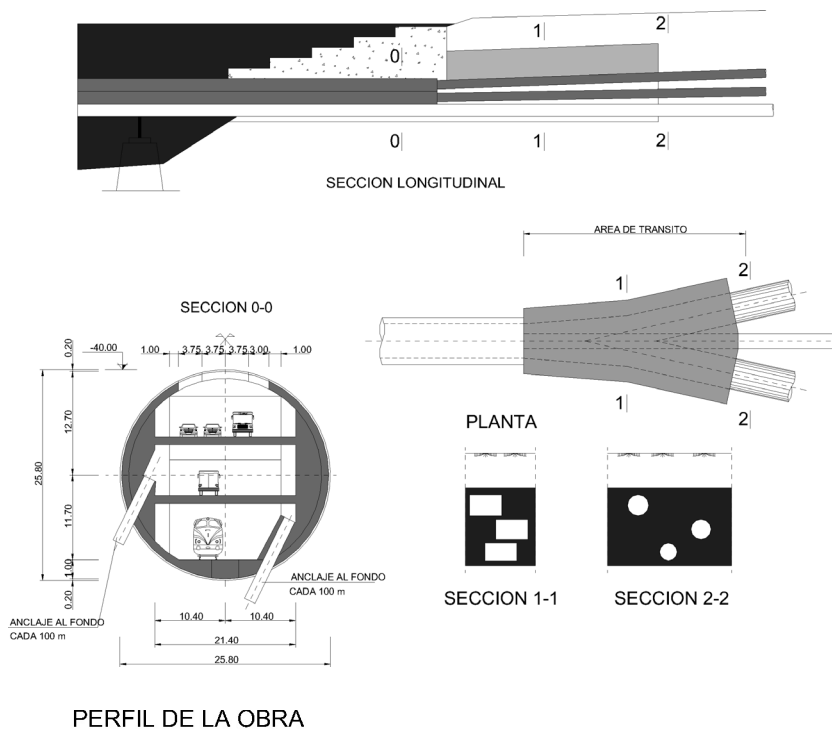 1
2
0
0
1
2
SECCION LONGITUDINAL
AREA DE TRANSITO
2
1
1
2
PLANTA
SECCION 0-0
-40.00
1.00 3.75 3.75 3.75 3.00 1.00
0.20
12.70
25.80
11.70
1.00
0.20
ANCLAJE AL FONDO
CADA 100 m
ANCLAJE AL FONDO
CADA 100 m
10.40 10.40
21.40
25.80
SECCION 1-1
SECCION 2-2
PERFIL DE LA OBRA